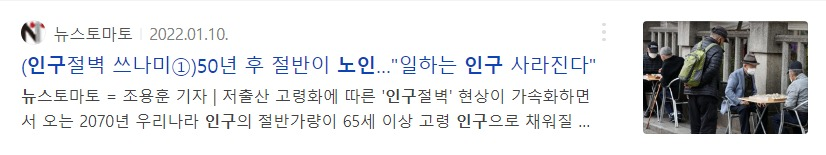 뉴스토마토 2022.01.10.
(인구절벽 쓰나미①)50년 후 절반이 노인..."일하는 인구 사라진다"
뉴스토마토 = 조용훈 기자 | 저출산 고령화에 따른 '인구절벽' 현상이 가속화하면
서 오는 2070년 우리나라 인구의 절반가량이 65세 이상 고령 인구으로 채워질 ...